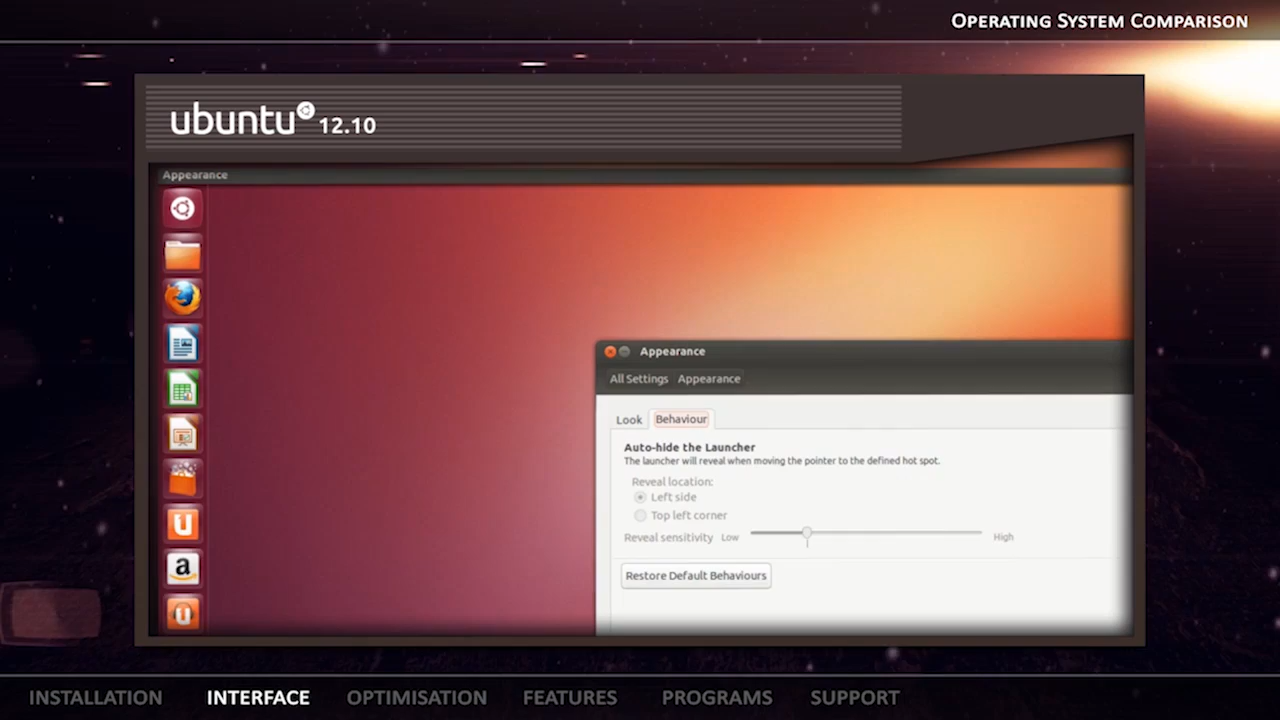 Operating System Comparison
ubuntu 12.10
Appearance
Appearance
All Settings Appearance
Look Behaviour
Auto-hide the Launcher
The launcher will reveal when moving the pointer to the defined hot spot.
Reveal location:
Left side
Top left corner
Reveal sensitivity Low High
Restore Default Behaviours
U
a
U
INSTALLATION INTERFACE OPTIMISATION FEATURES PROGRAMS SUPPORT